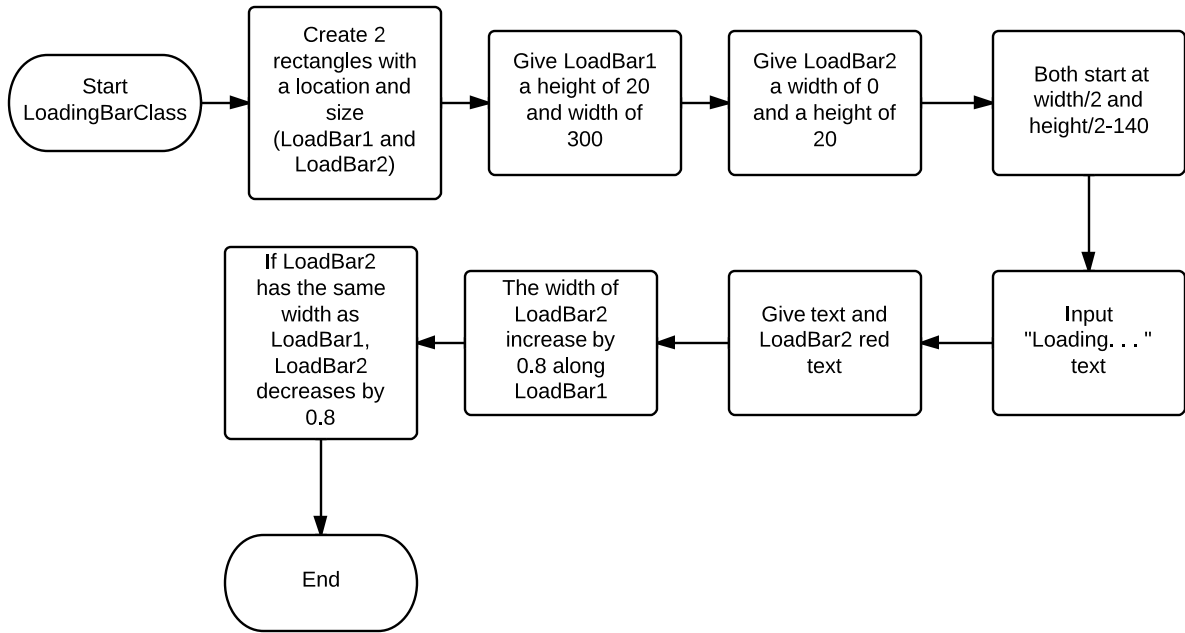 Start
LoadingBarClass
Create 2
rectangles with
a location and
size
(LoadBar1 and
LoadBar2)
Give LoadBar1
a height of 20
and width of
300
Give LoadBar2
a width of 0
and a height of
20
Both start at
width/2 and
height/2-140
Input
"Loading. . . "
text
Give text and
LoadBar2 red
text
The width of
LoadBar2
increase by
0.8 along
LoadBar1
If LoadBar2
has the same
width as
LoadBar1,
LoadBar2
decreases by
0.8
End